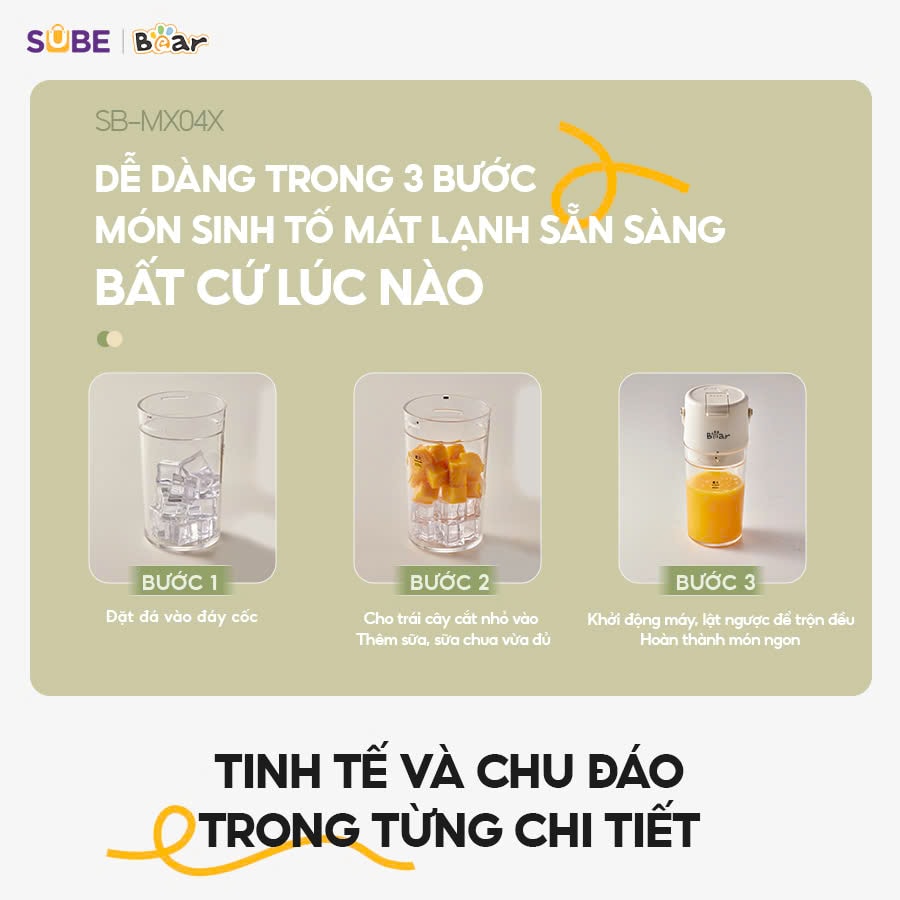 SUBE | Bear
SB-MX04X
DỄ DÀNG TRONG 3 BƯỚC
MÓN SINH TỐ MÁT LẠNH SẴN SÀNG
BẤT CỨ LÚC NÀO
Bear
BƯỚC 1
Đặt đá vào đáy cốc
BƯỚC 2
Cho trái cây cắt nhỏ vào
Thêm sữa, sữa chua vừa đủ
BƯỚC 3
Khởi động máy, lật ngược để trộn đều
Hoàn thành món ngon
TINH TẾ VÀ CHU ĐÁO
TRONG TỪNG CHI TIẾT